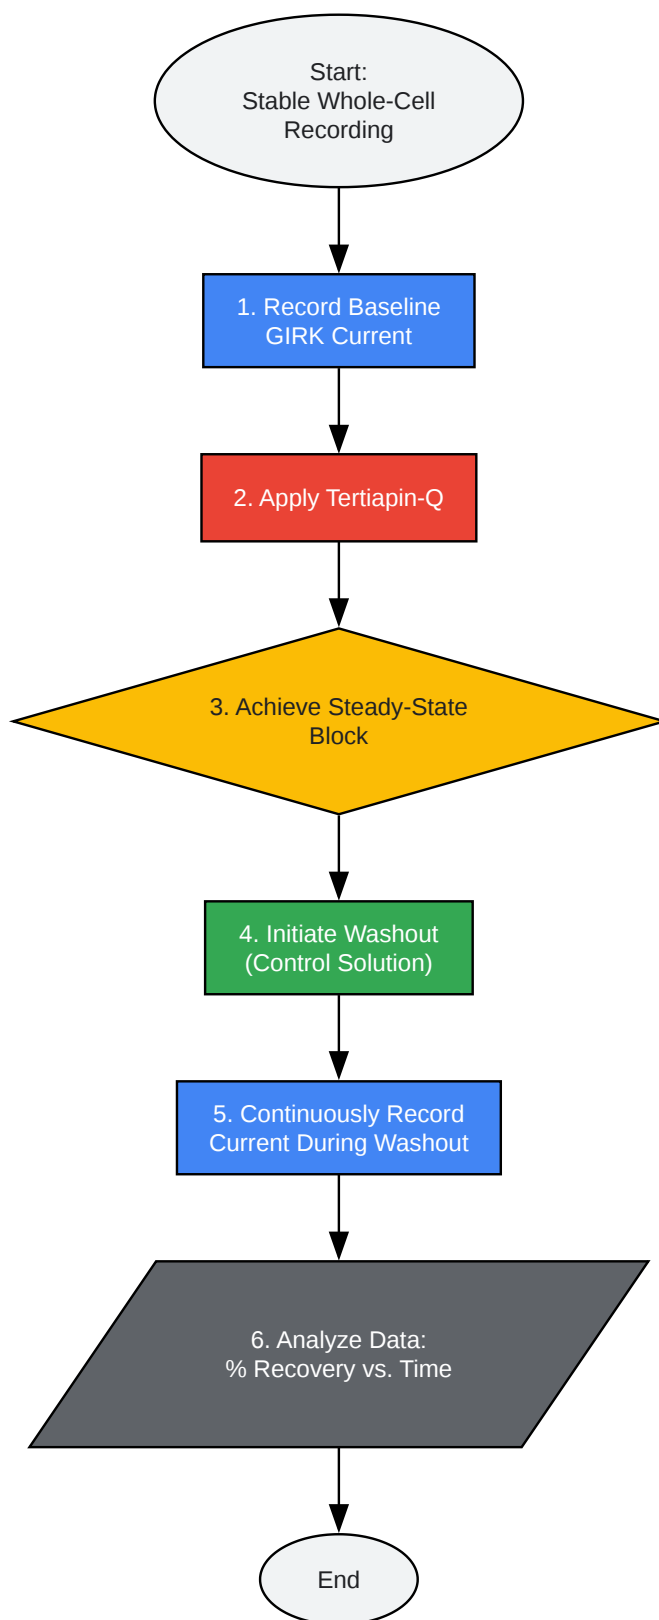 Start:
Stable Whole-Cell
Recording
1. Record Baseline
GIRK Current
2. Apply Tertiapin-Q
3. Achieve Steady-State
Block
4. Initiate Washout
(Control Solution)
5. Continuously Record
Current During Washout
6. Analyze Data:
% Recovery vs. Time
End